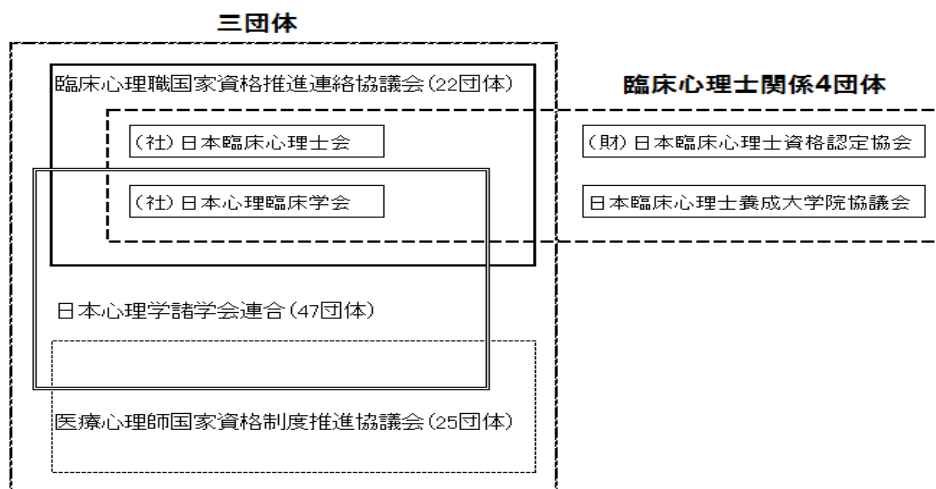 三団体
臨床心理職国家資格推進連絡協議会(22団体)
臨床心理士関係4団体
(社)日本臨床心理士会
(財)日本臨床心理士資格認定協会
(社)日本心理臨床学会
日本臨床心理士養成大学院協議会
日本心理学諸学会連合(47団体)
医療心理師国家資格制度推進協議会(25団体)